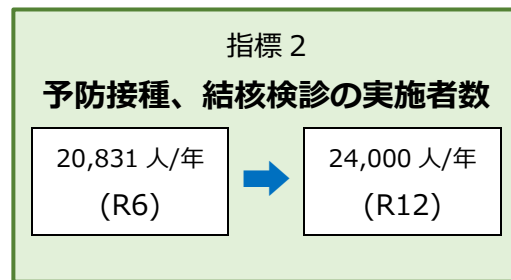 指標 2
予防接種、結核検診の実施者数
20,831 人/年
(R6)
24,000 人/年
(R12)